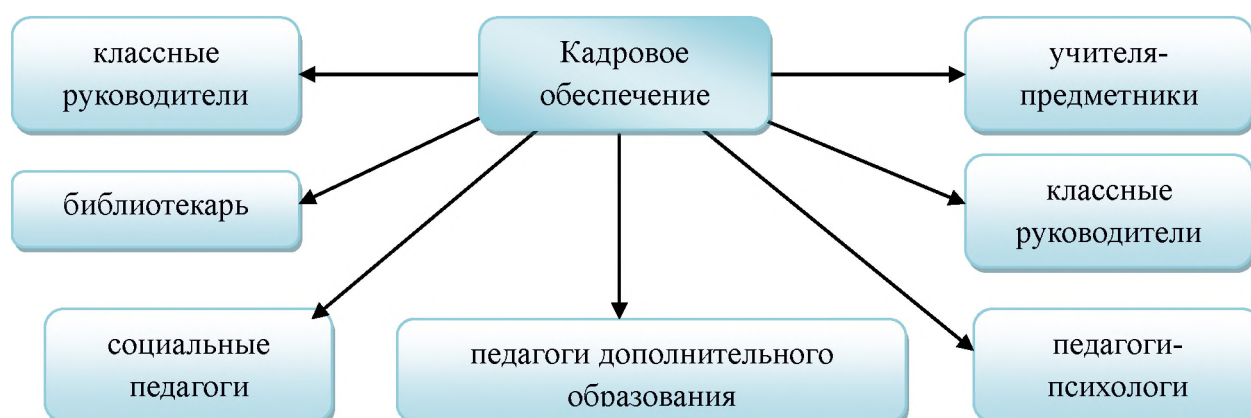 классные
руководители
Кадровое
обеспечение
учителя-
предметники
библиотекарь
классные
руководители
социальные
педагоги
педагоги дополнительного
образования
педагоги-
психологи